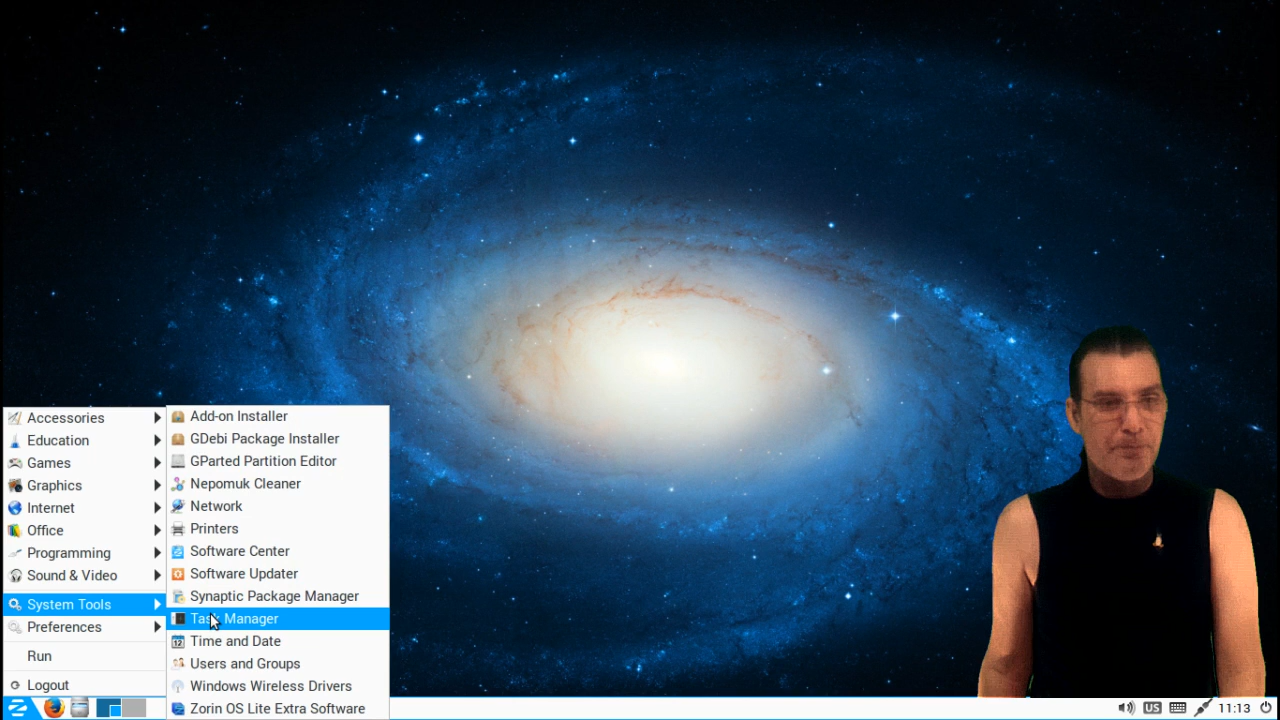 Accessories
Education
Games
Graphics
Internet
Office
Programming
Sound & Video
System Tools
Preferences
Run
Logout
Add-on Installer
GDebi Package Installer
GParted Partition Editor
Nepomuk Cleaner
Network
Printers
Software Center
Software Updater
Synaptic Package Manager
Task Manager
Time and Date
Users and Groups
Windows Wireless Drivers
Zorin OS Lite Extra Software
US
11:13